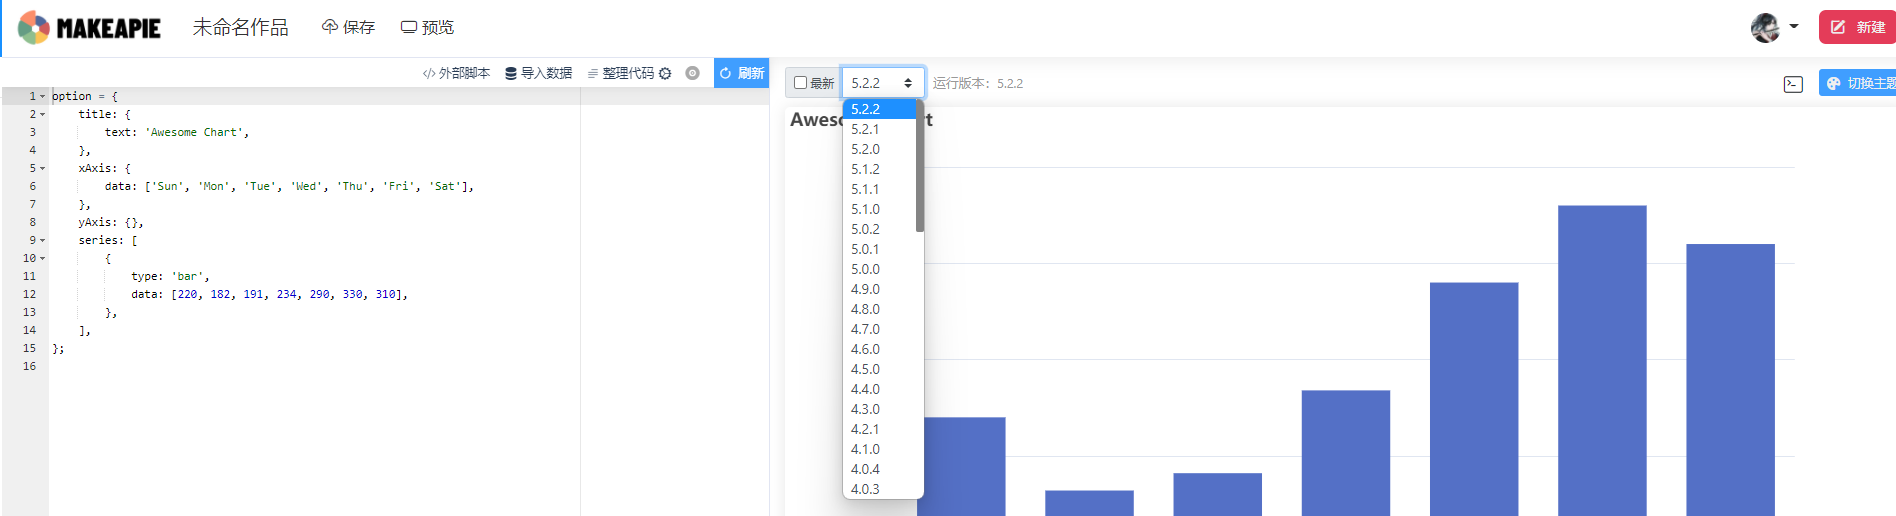 MAKEAPIE 未命名作品 保存 预览 新建
</> 外部脚本 导入数据 整理代码 刷新
最新 5.2.2 运行版本：5.2.2 切换主题
1 option = {
2 title: {
3 text: 'Awesome Chart',
4 },
5 xAxis: {
6 data: ['Sun', 'Mon', 'Tue', 'Wed', 'Thu', 'Fri', 'Sat'],
7 },
8 yAxis: {},
9 series: [
10 {
11 type: 'bar',
12 data: [220, 182, 191, 234, 290, 330, 310],
13 },
14 ],
15 };
16
5.2.2
5.2.1
5.2.0
5.1.2
5.1.1
5.1.0
5.0.2
5.0.1
5.0.0
4.9.0
4.8.0
4.7.0
4.6.0
4.5.0
4.4.0
4.3.0
4.2.1
4.1.0
4.0.4
4.0.3